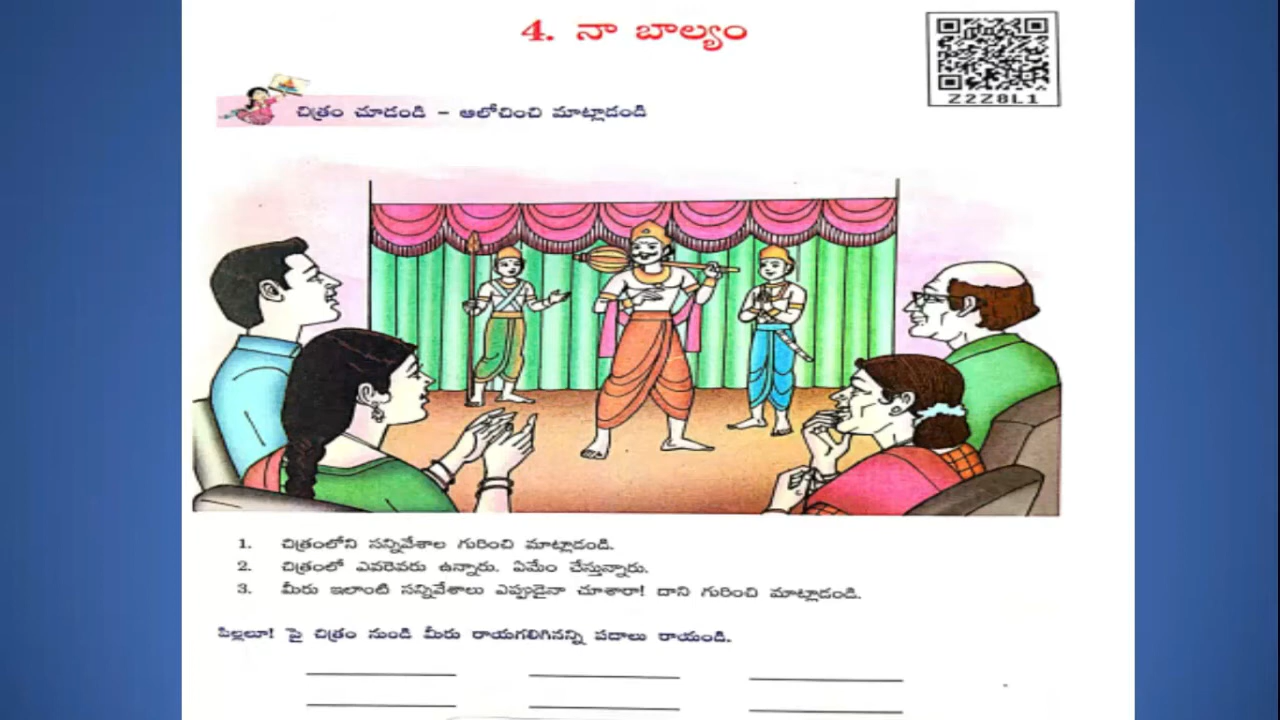 4. నా బాల్యం
Z2Z8L1
చిత్రం చూడండి - ఆలోచించి మాట్లాడండి
1. చిత్రంలోని సన్నివేశాల గురించి మాట్లాడండి.
2. చిత్రంలో ఎవరెవరు ఉన్నారు. ఏమేం చేస్తున్నారు.
3. మీరు ఇలాంటి సన్నివేశాలు ఎప్పుడైనా చూశారా! దాని గురించి మాట్లాడండి.
పిల్లలూ! పై చిత్రం నుండి మీరు రాయగలిగినన్ని పదాలు రాయండి.